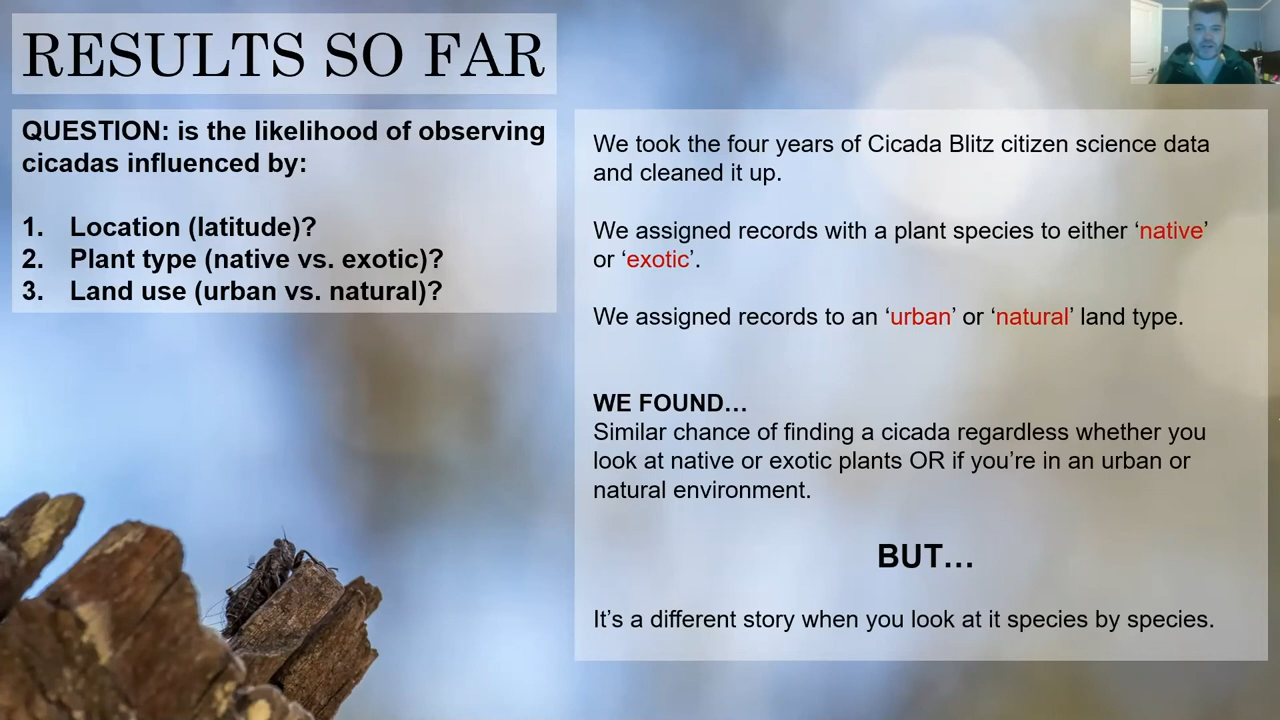 RESULTS SO FAR
QUESTION: is the likelihood of observing
cicadas influenced by:
1. Location (latitude)?
2. Plant type (native vs. exotic)?
3. Land use (urban vs. natural)?
We took the four years of Cicada Blitz citizen science data
and cleaned it up.
We assigned records with a plant species to either ‘native’
or ‘exotic’.
We assigned records to an ‘urban’ or ‘natural’ land type.
WE FOUND…
Similar chance of finding a cicada regardless whether you
look at native or exotic plants OR if you’re in an urban or
natural environment.
BUT…
It’s a different story when you look at it species by species.